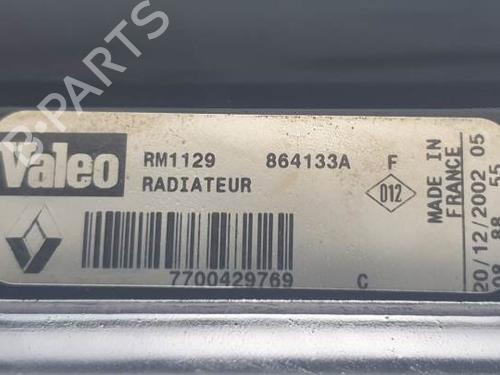 B-PARTS
Valeo
RM1129 864133A F
RADIATEUR
012
7700429769 C
MADE IN
FRANCE
20/12/2002 05